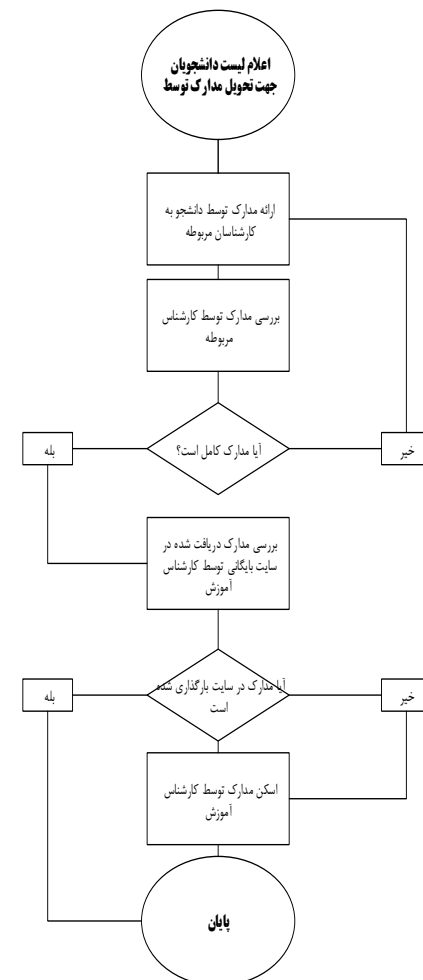 اعلام لیست دانشجویان
جهت تحویل مدارک توسط
ارائه مدارک توسط دانشجو به
کارشناسان مربوطه
بررسی مدارک توسط کارشناس
مربوطه
آیا مدارک کامل است؟
بله
خیر
بررسی مدارک دریافت شده در
سایت بایگانی توسط کارشناس
آموزش
آیا مدارک در سایت بارگذاری شده
است
بله
خیر
اسکن مدارک توسط کارشناس
آموزش
پایان